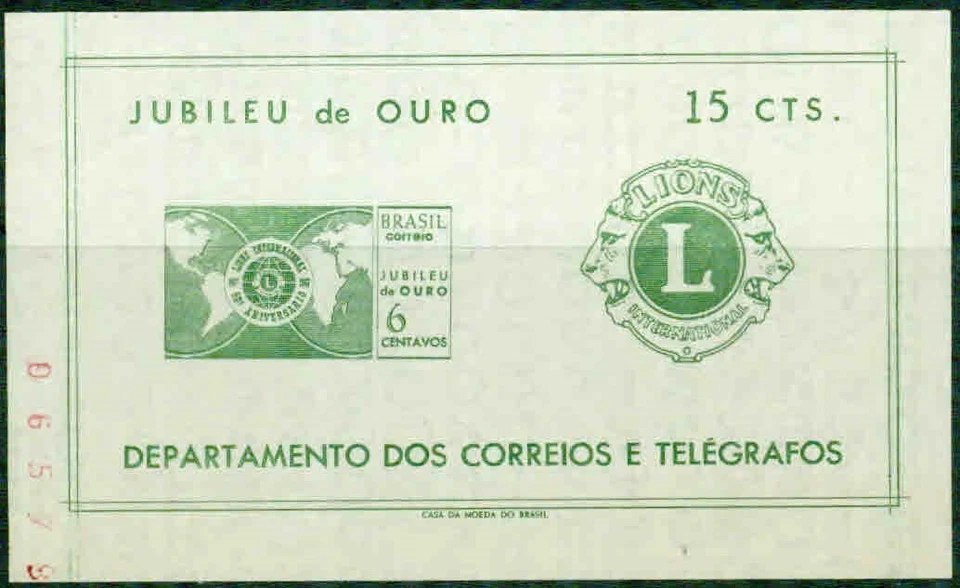 JUBILEU de OURO
15 CTS.
BRASIL
correio
JUBILEU
de OURO
6
CENTAVOS
LIONS
L
INTERNATIONAL
DEPARTAMENTO DOS CORREIOS E TELÉGRAFOS
CASA DA MOEDA DO BRASIL